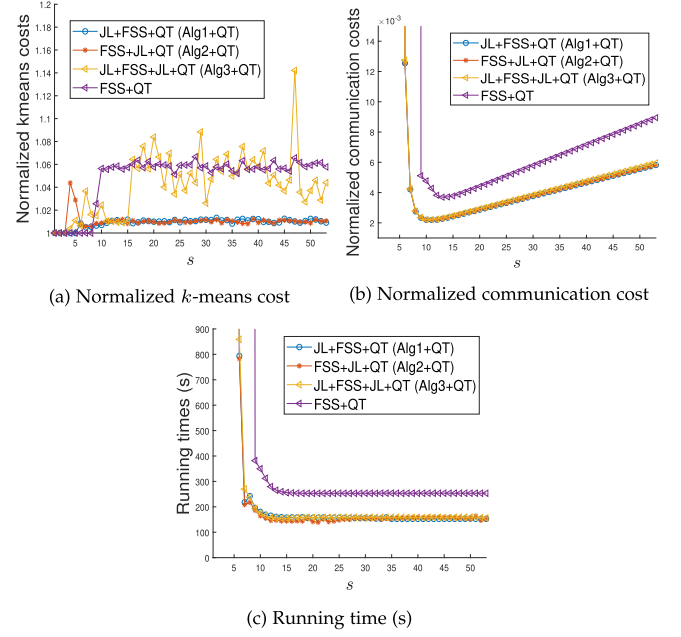 Normalized kmeans costs
1.2
1.18
1.16
1.14
1.12
1.1
1.08
1.06
1.04
1.02
1
JL+FSS+QT (Alg1+QT)
FSS+JL+QT (Alg2+QT)
JL+FSS+JL+QT (Alg3+QT)
FSS+QT
5 10 15 20 25 30 35 40 45 50
s
(a) Normalized k-means cost
Normalized communication costs
×10-3
14
12
10
8
6
4
2
JL+FSS+QT (Alg1+QT)
FSS+JL+QT (Alg2+QT)
JL+FSS+JL+QT (Alg3+QT)
FSS+QT
5 10 15 20 25 30 35 40 45 50
s
(b) Normalized communication cost
Running times (s)
900
800
700
600
500
400
300
200
100
0
JL+FSS+QT (Alg1+QT)
FSS+JL+QT (Alg2+QT)
JL+FSS+JL+QT (Alg3+QT)
FSS+QT
5 10 15 20 25 30 35 40 45 50
s
(c) Running time (s)